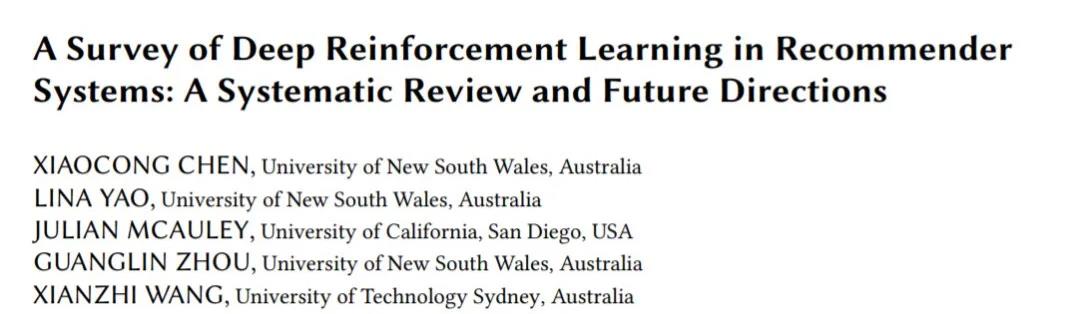 A Survey of Deep Reinforcement Learning in Recommender
Systems: A Systematic Review and Future Directions
XIAOCONG CHEN, University of New South Wales, Australia
LINA YAO, University of New South Wales, Australia
JULIAN MCAULEY, University of California, San Diego, USA
GUANGLIN ZHOU, University of New South Wales, Australia
XIANZHI WANG, University of Technology Sydney, Australia